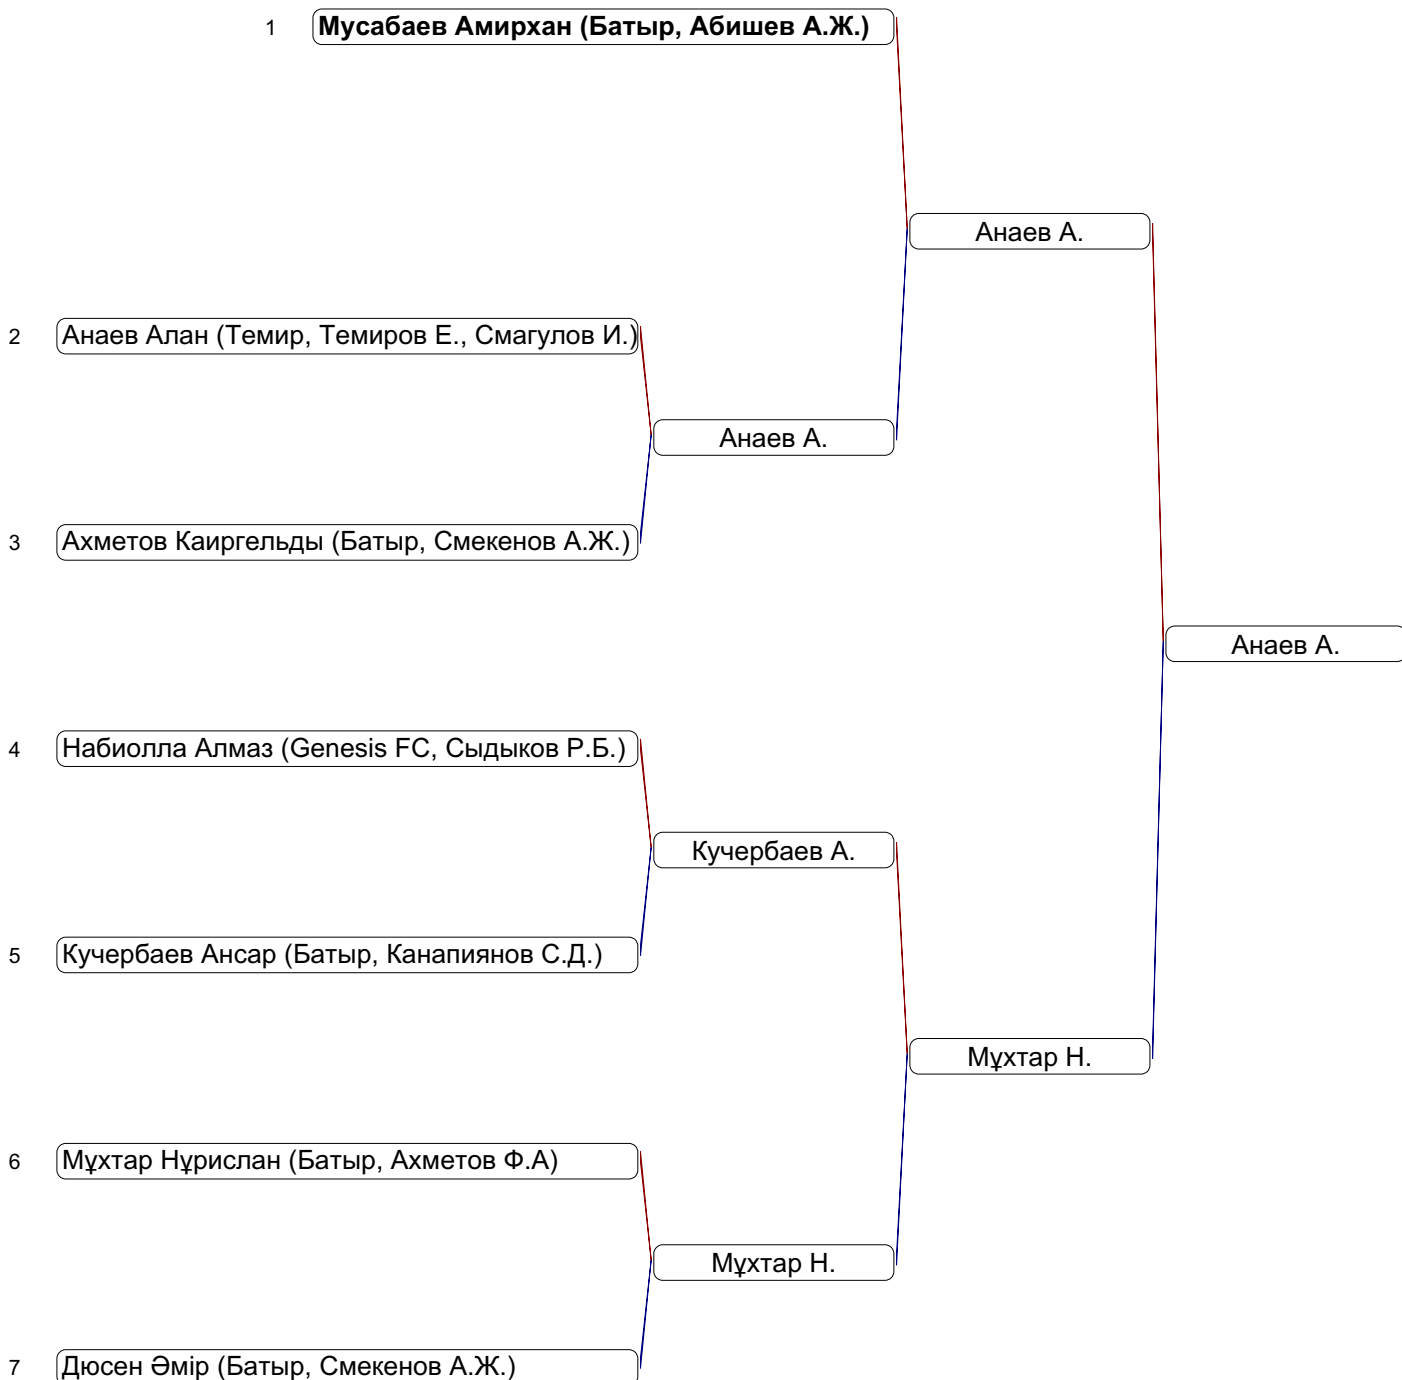 1 Мусабаев Амирхан (Батыр, Абишев А.Ж.)
Анаев А.
2 Анаев Алан (Темир, Темиров Е., Смагулов И.)
Анаев А.
3 Ахметов Каиргельды (Батыр, Смекенов А.Ж.)
Анаев А.
4 Набиолла Алмаз (Genesis FC, Сыдыков Р.Б.)
Кучербаев А.
5 Кучербаев Ансар (Батыр, Канапиянов С.Д.)
Мұхтар Н.
6 Мұхтар Нұрислан (Батыр, Ахметов Ф.А)
Мұхтар Н.
7 Дюсен Әмір (Батыр, Смекенов А.Ж.)